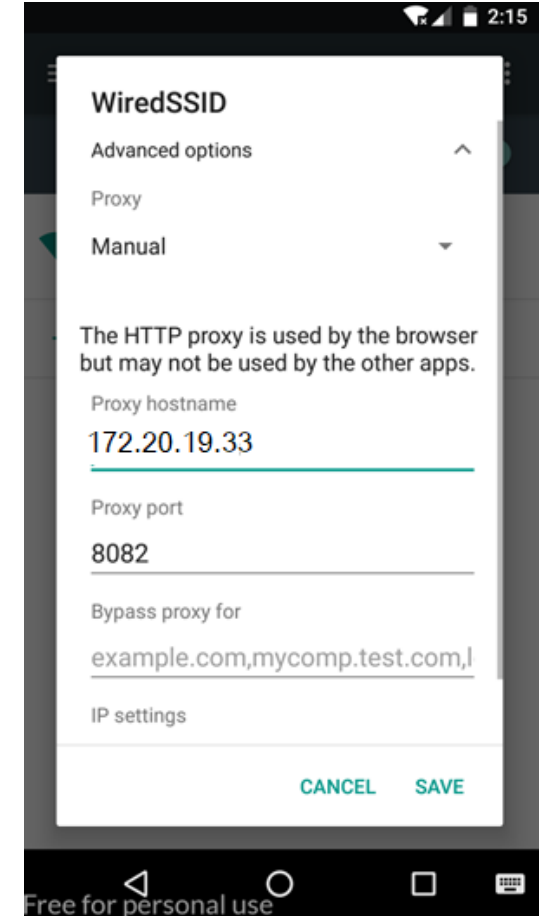 2:15
WiredSSID
Advanced options
Proxy
Manual
The HTTP proxy is used by the browser
but may not be used by the other apps.
Proxy hostname
172.20.19.33
Proxy port
8082
Bypass proxy for
example.com,mycomp.test.com,l
IP settings
CANCEL SAVE
Free for personal use